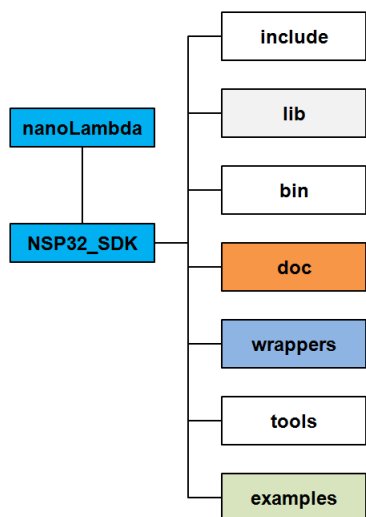 include
lib
nanoLambda
bin
NSP32_SDK
doc
wrappers
tools
examples